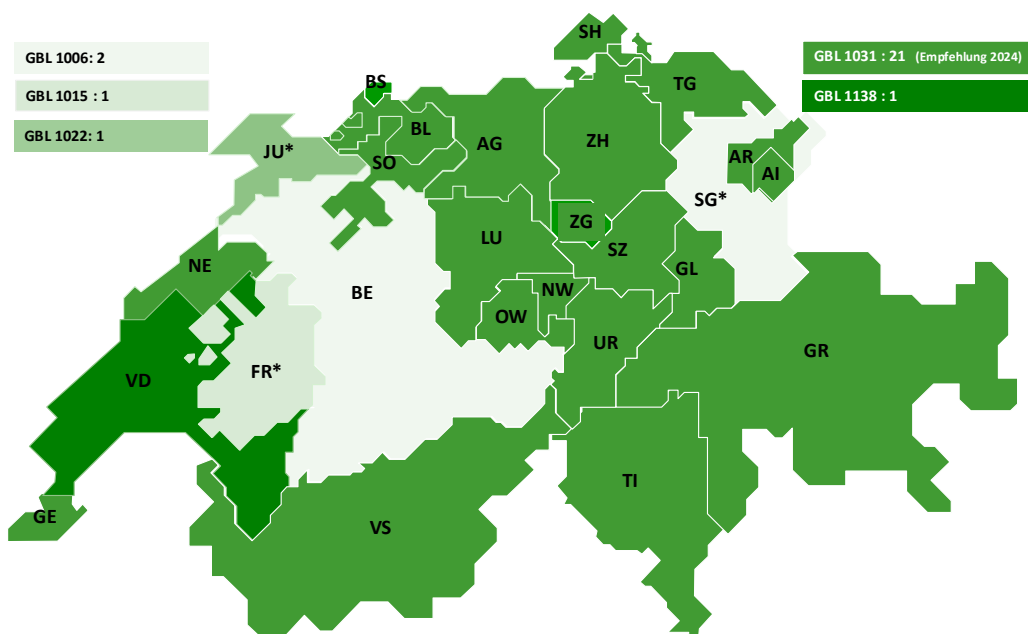 SH
GBL 1006: 2
GBL 1031 : 21 (Empfehlung 2024)
BS
TG
GBL 1015 : 1
GBL 1138 : 1
BL
GBL 1022: 1
AG
ZH
JU*
SO
AR
AI
SG*
ZG
LU
SZ
NE
GL
BE
NW
OW
UR
GR
FR*
VD
TI
GE
VS